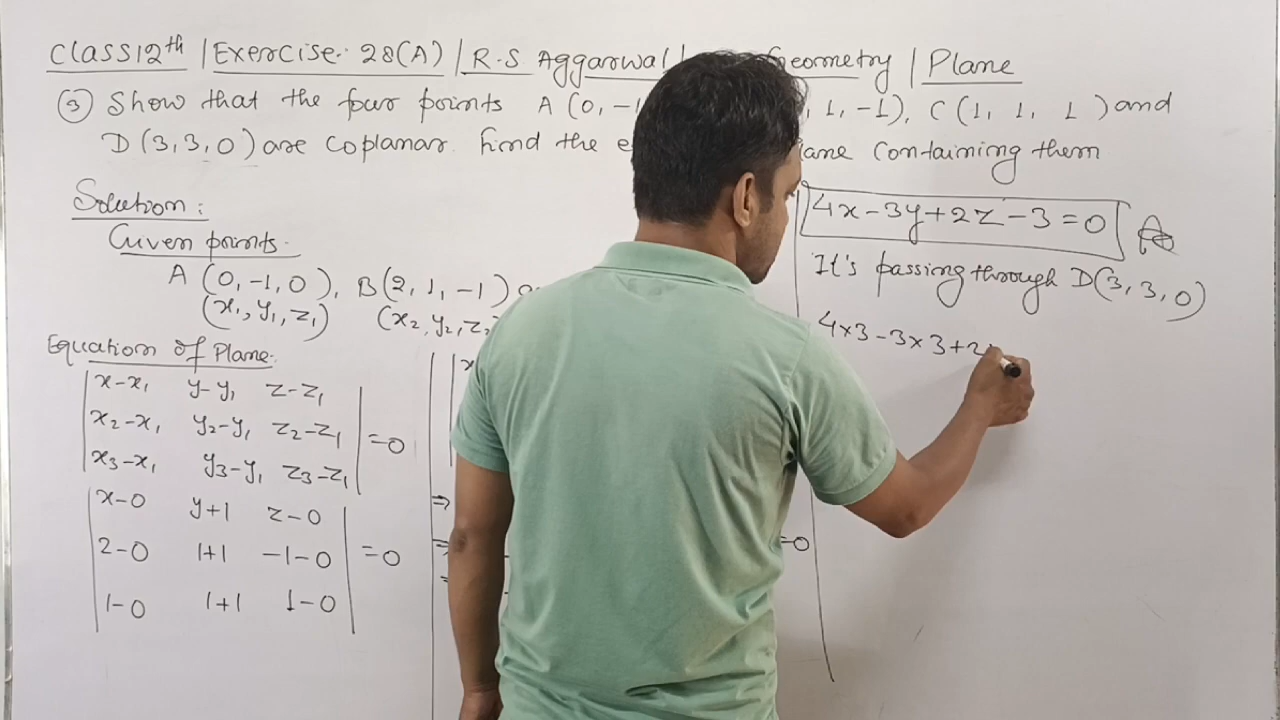 Class 12th | Exercise. 28(A) | R.S Aggarwal | Geometry | Plane
③ Show that the four points A (0, -1 , 1, -1), C (1, 1, 1 ) and
D (3, 3, 0) are coplanar. Find the containing them
Solution:
Given points.
A (0, -1, 0), B(2, 1, -1)
(x₁, y₁, z₁) (x₂, y₂, z₂
Equation of Plane.
x-x₁ y-y₁ z-z₁
x₂-x₁ y₂-y₁ z₂-z₁ =0
x₃-x₁ y₃-y₁ z₃-z₁
x-0 y+1 z-0
2-0 1+1 -1-0 =0
1-0 1+1 1-0
⇒
=0
4x-3y+2z-3=0
It's passing through D(3, 3, 0)
4×3-3×3+2